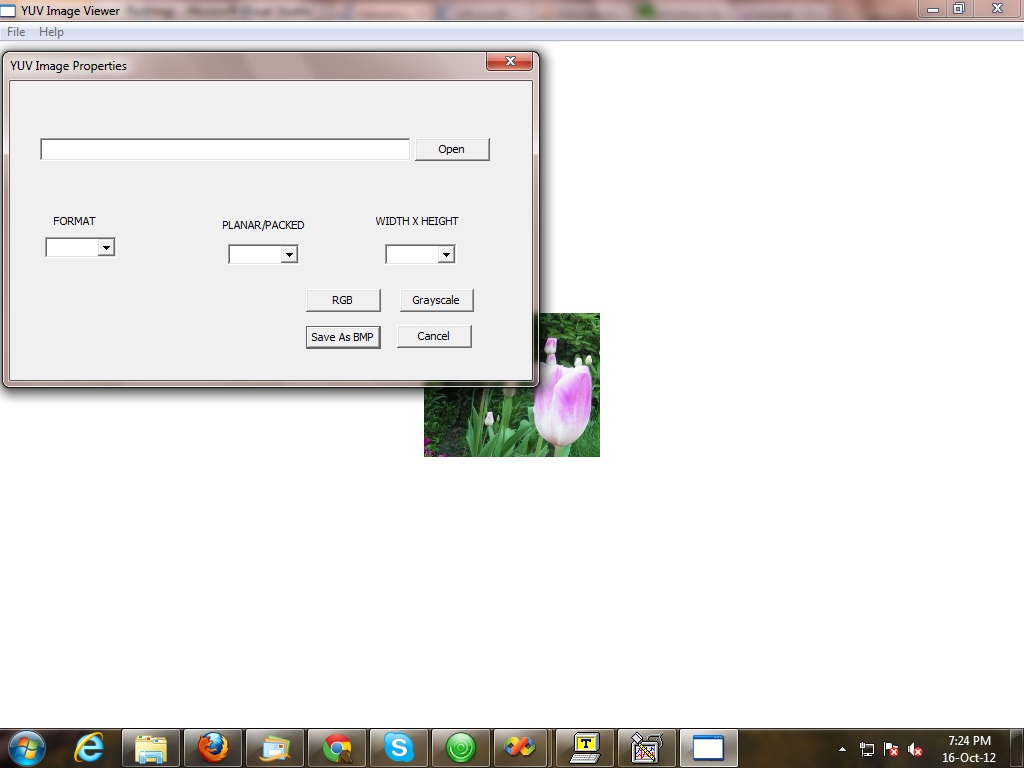 YUV Image Viewer
File Help
YUV Image Properties
Open
FORMAT
PLANAR/PACKED
WIDTH X HEIGHT
RGB
Grayscale
Save As BMP
Cancel
T
7:24 PM
16-Oct-12